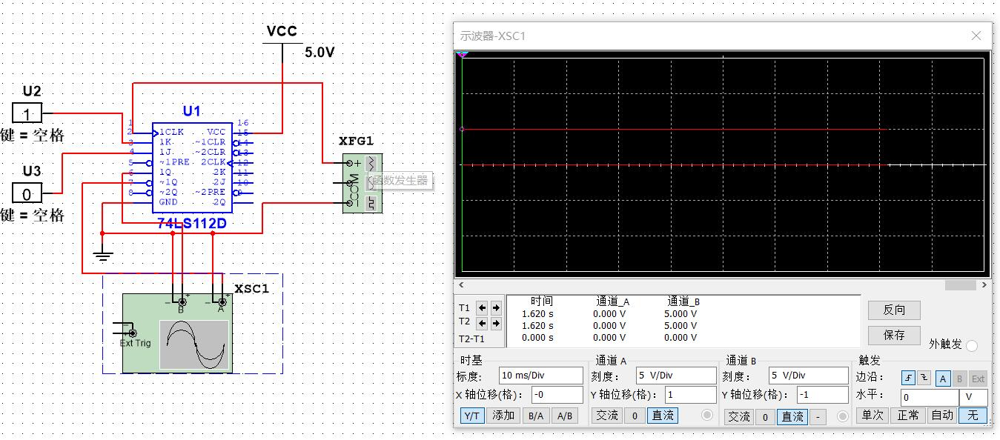 VCC
5.0V
U2
1
键 = 空格
U3
0
键 = 空格
U1
1 1CLK VCC 16
2 1K ~1CLR 15
3 1J ~2CLR 14
4 ~1PRE 2CLK 13
5 1Q 2K 12
6 ~1Q 2J 11
7 ~2Q ~2PRE 10
8 GND 2Q 9
74LS112D
XFG1
+
COM
函数发生器
XSC1
B
A
Ext Trig
示波器-XSC1
T1
T2
T2-T1
时间 通道_A 通道_B
1.620 s 0.000 V 5.000 V
1.620 s 0.000 V 5.000 V
0.000 s 0.000 V 0.000 V
反向
保存
外触发
时基
标度: 10 ms/Div
X 轴位移(格): -0
Y/T 添加 B/A A/B
通道 A
刻度: 5 V/Div
Y 轴位移(格): 1
交流 0 直流
通道 B
刻度: 5 V/Div
Y 轴位移(格): -1
交流 0 直流 -
触发
边沿: A B Ext
水平: 0 V
单次 正常 自动 无